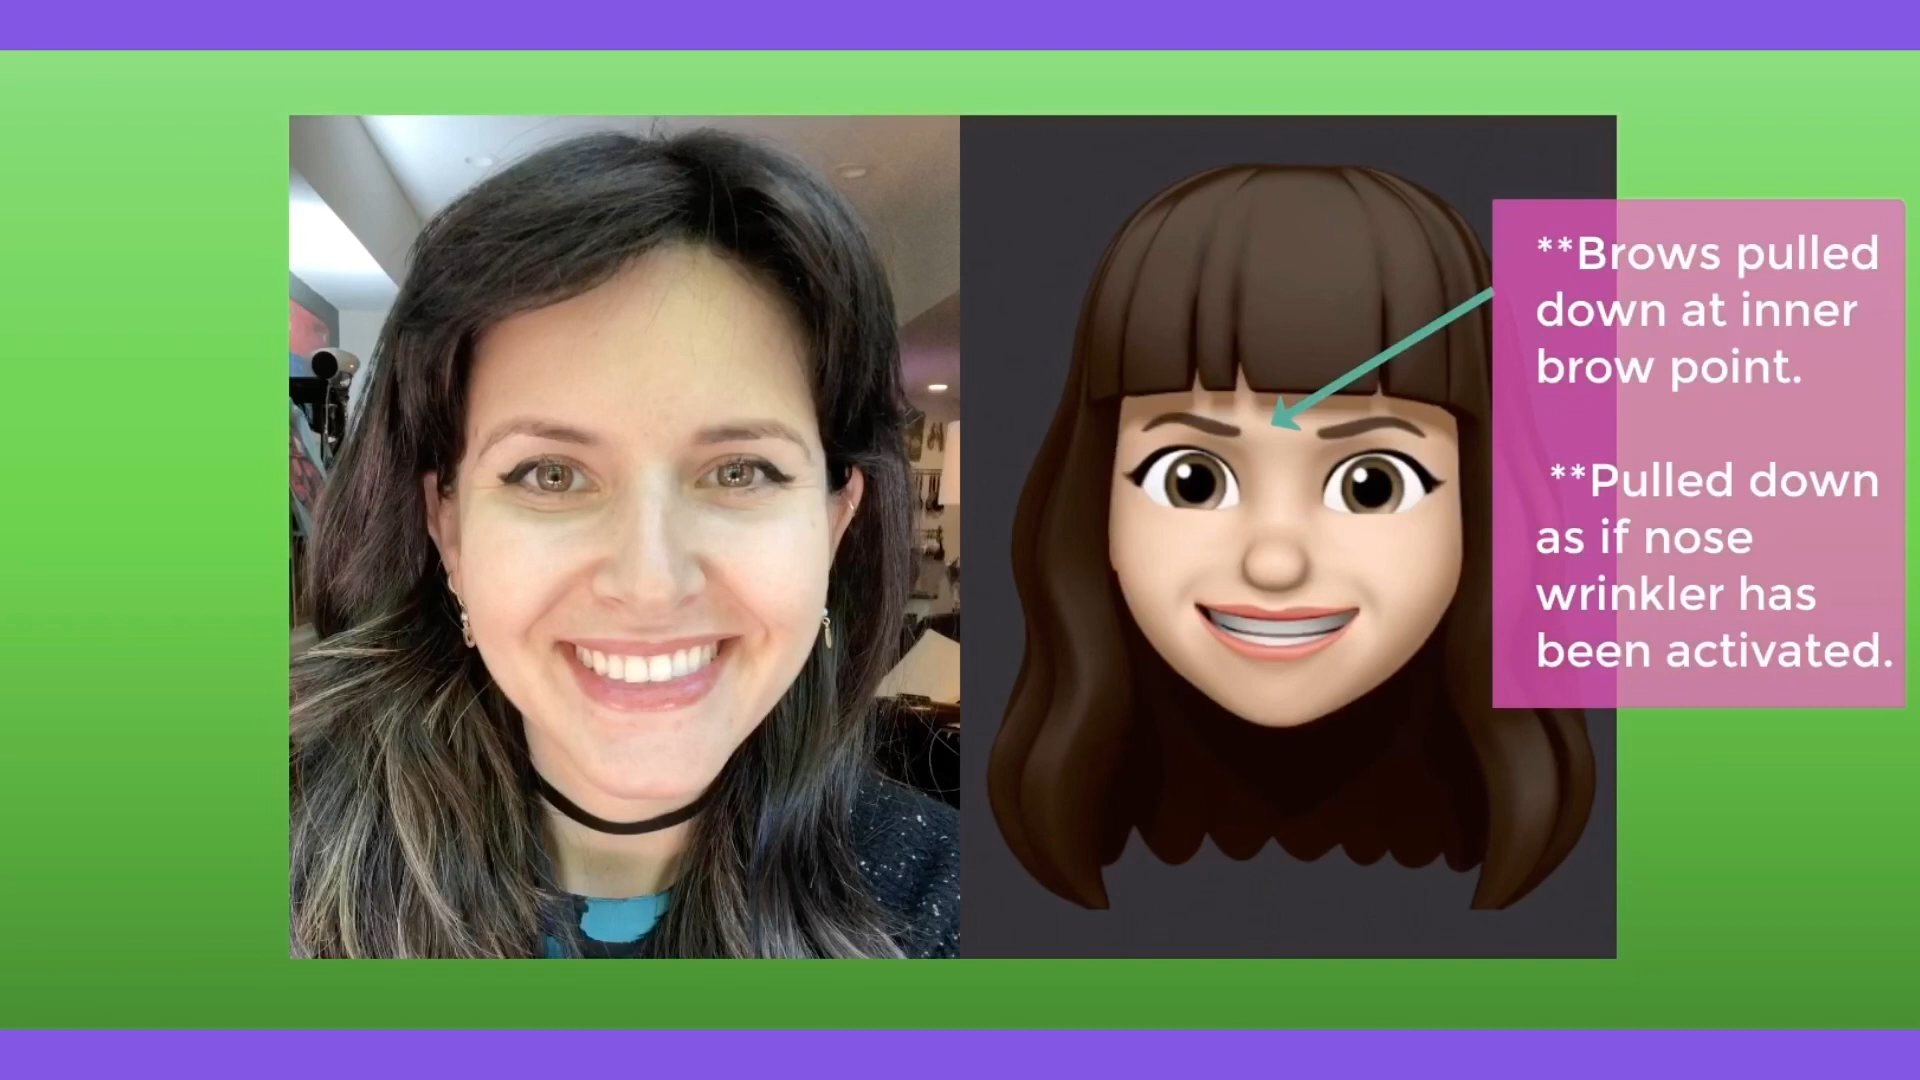 **Brows pulled
down at inner
brow point.
**Pulled down
as if nose
wrinkler has
been activated.